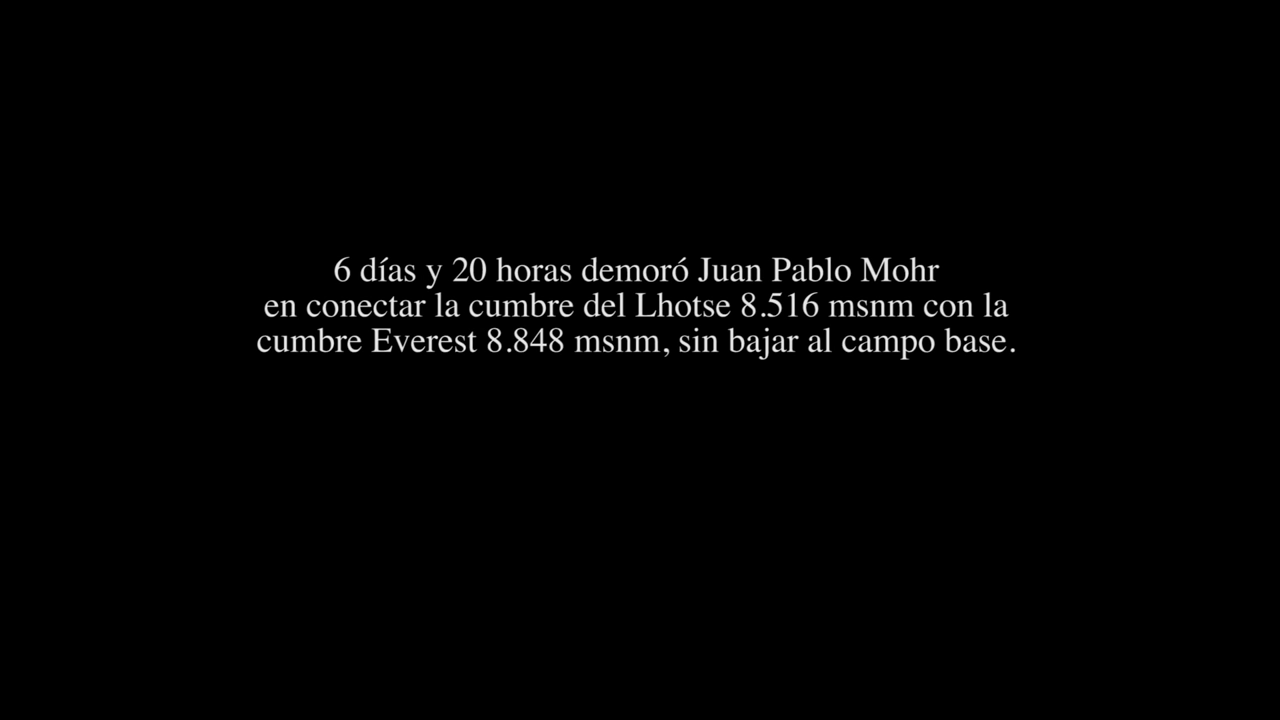 6 días y 20 horas demoró Juan Pablo Mohr
en conectar la cumbre del Lhotse 8.516 msnm con la
cumbre Everest 8.848 msnm, sin bajar al campo base.